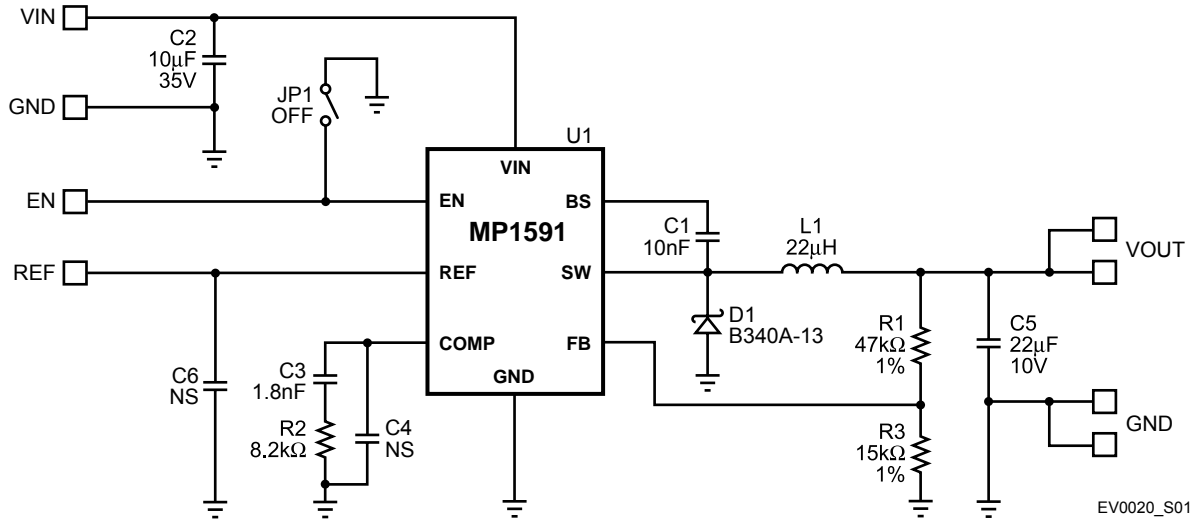 VIN
C2
10µF
35V
GND
JP1
OFF
EN
REF
U1
VIN
EN
BS
MP1591
REF
SW
COMP
FB
GND
C1
10nF
L1
22µH
VOUT
D1
B340A-13
R1
47kΩ
1%
C5
22µF
10V
C6
NS
C3
1.8nF
R2
8.2kΩ
C4
NS
R3
15kΩ
1%
GND
EV0020_S01